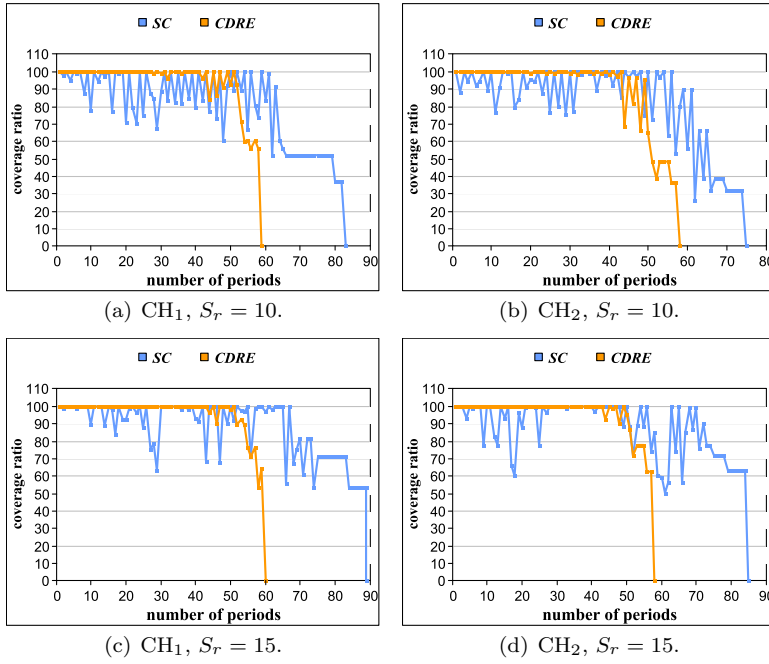 SC CDRE
110
100
90
80
70
60
50
40
30
20
10
0
coverage ratio
0 10 20 30 40 50 60 70 80 90
number of periods
(a) CH₁, Sᵣ = 10.
SC CDRE
110
100
90
80
70
60
50
40
30
20
10
0
coverage ratio
0 10 20 30 40 50 60 70 80
number of periods
(b) CH₂, Sᵣ = 10.
SC CDRE
110
100
90
80
70
60
50
40
30
20
10
0
coverage ratio
0 10 20 30 40 50 60 70 80 90
number of periods
(c) CH₁, Sᵣ = 15.
SC CDRE
110
100
90
80
70
60
50
40
30
20
10
0
coverage ratio
0 10 20 30 40 50 60 70 80 90
number of periods
(d) CH₂, Sᵣ = 15.